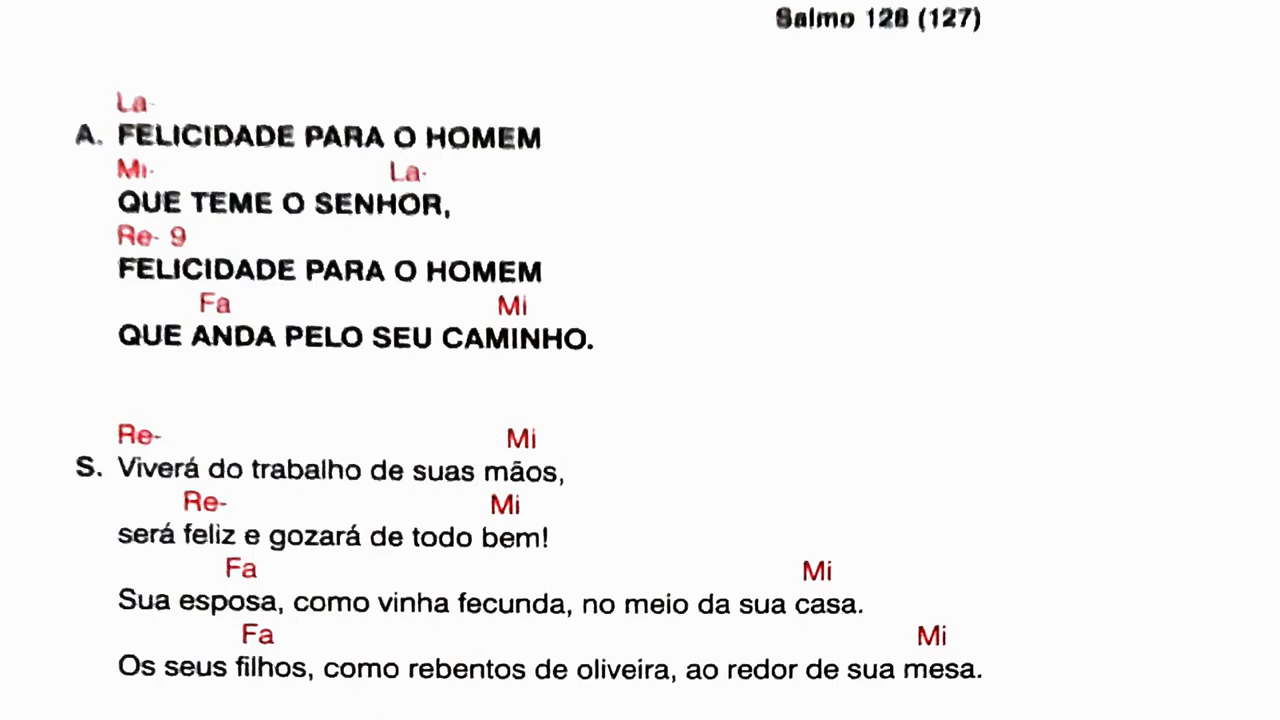 Salmo 128 (127)
La-
A. FELICIDADE PARA O HOMEM
Mi- La-
QUE TEME O SENHOR,
Re- 9
FELICIDADE PARA O HOMEM
Fa Mi
QUE ANDA PELO SEU CAMINHO.
Re- Mi
S. Viverá do trabalho de suas mãos,
Re- Mi
será feliz e gozará de todo bem!
Fa Mi
Sua esposa, como vinha fecunda, no meio da sua casa.
Fa Mi
Os seus filhos, como rebentos de oliveira, ao redor de sua mesa.